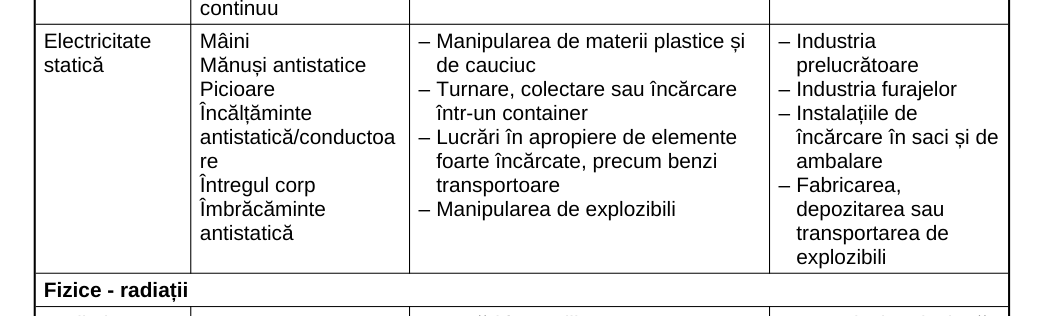 continuu
Electricitate
statică
Mâini
Mănuși antistatice
Picioare
Încălțăminte
antistatică/conductoa
re
Întregul corp
Îmbrăcăminte
antistatică
– Manipularea de materii plastice și
de cauciuc
– Turnare, colectare sau încărcare
într-un container
– Lucrări în apropiere de elemente
foarte încărcate, precum benzi
transportoare
– Manipularea de explozibili
– Industria
prelucrătoare
– Industria furajelor
– Instalațiile de
încărcare în saci și de
ambalare
– Fabricarea,
depozitarea sau
transportarea de
explozibili
Fizice - radiații